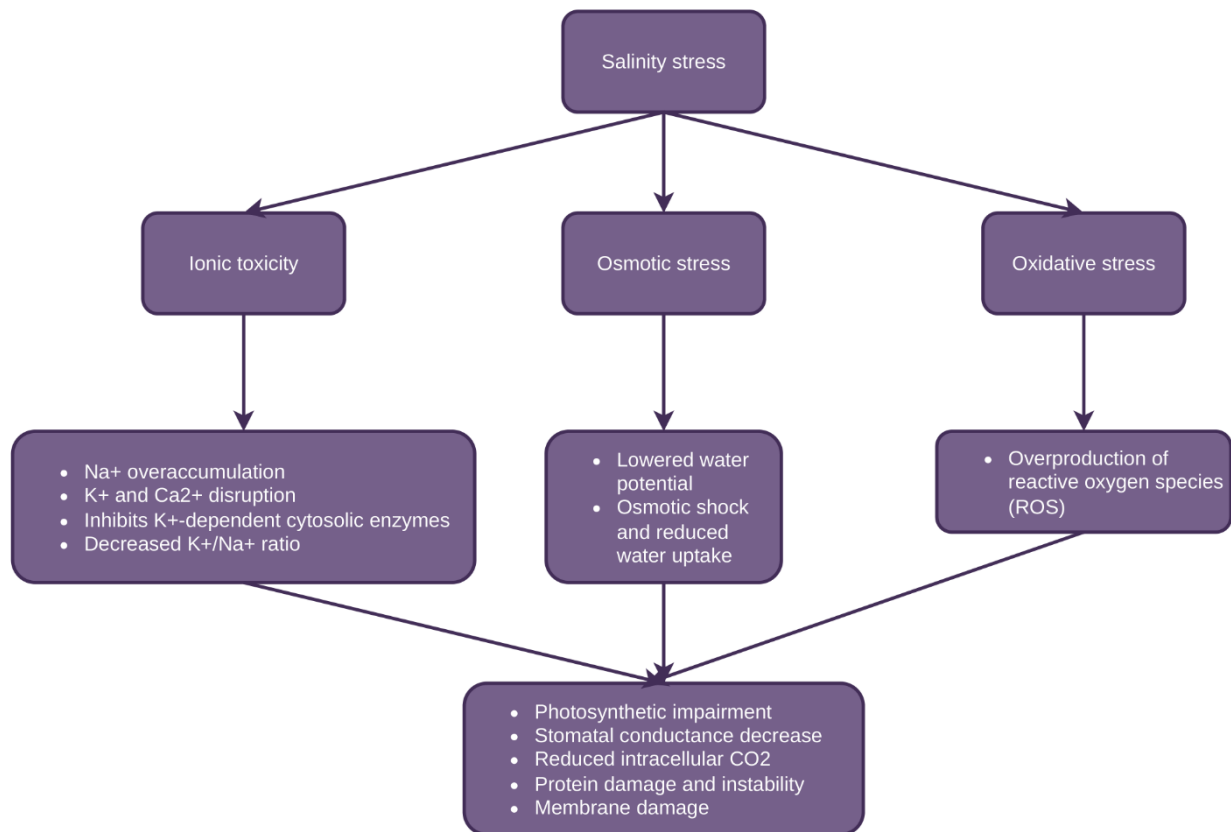 Salinity stress
Ionic toxicity
Osmotic stress
Oxidative stress
• Na+ overaccumulation
• K+ and Ca2+ disruption
• Inhibits K+-dependent cytosolic enzymes
• Decreased K+/Na+ ratio
• Lowered water
potential
• Osmotic shock
and reduced
water uptake
• Overproduction of
reactive oxygen species
(ROS)
• Photosynthetic impairment
• Stomatal conductance decrease
• Reduced intracellular CO2
• Protein damage and instability
• Membrane damage